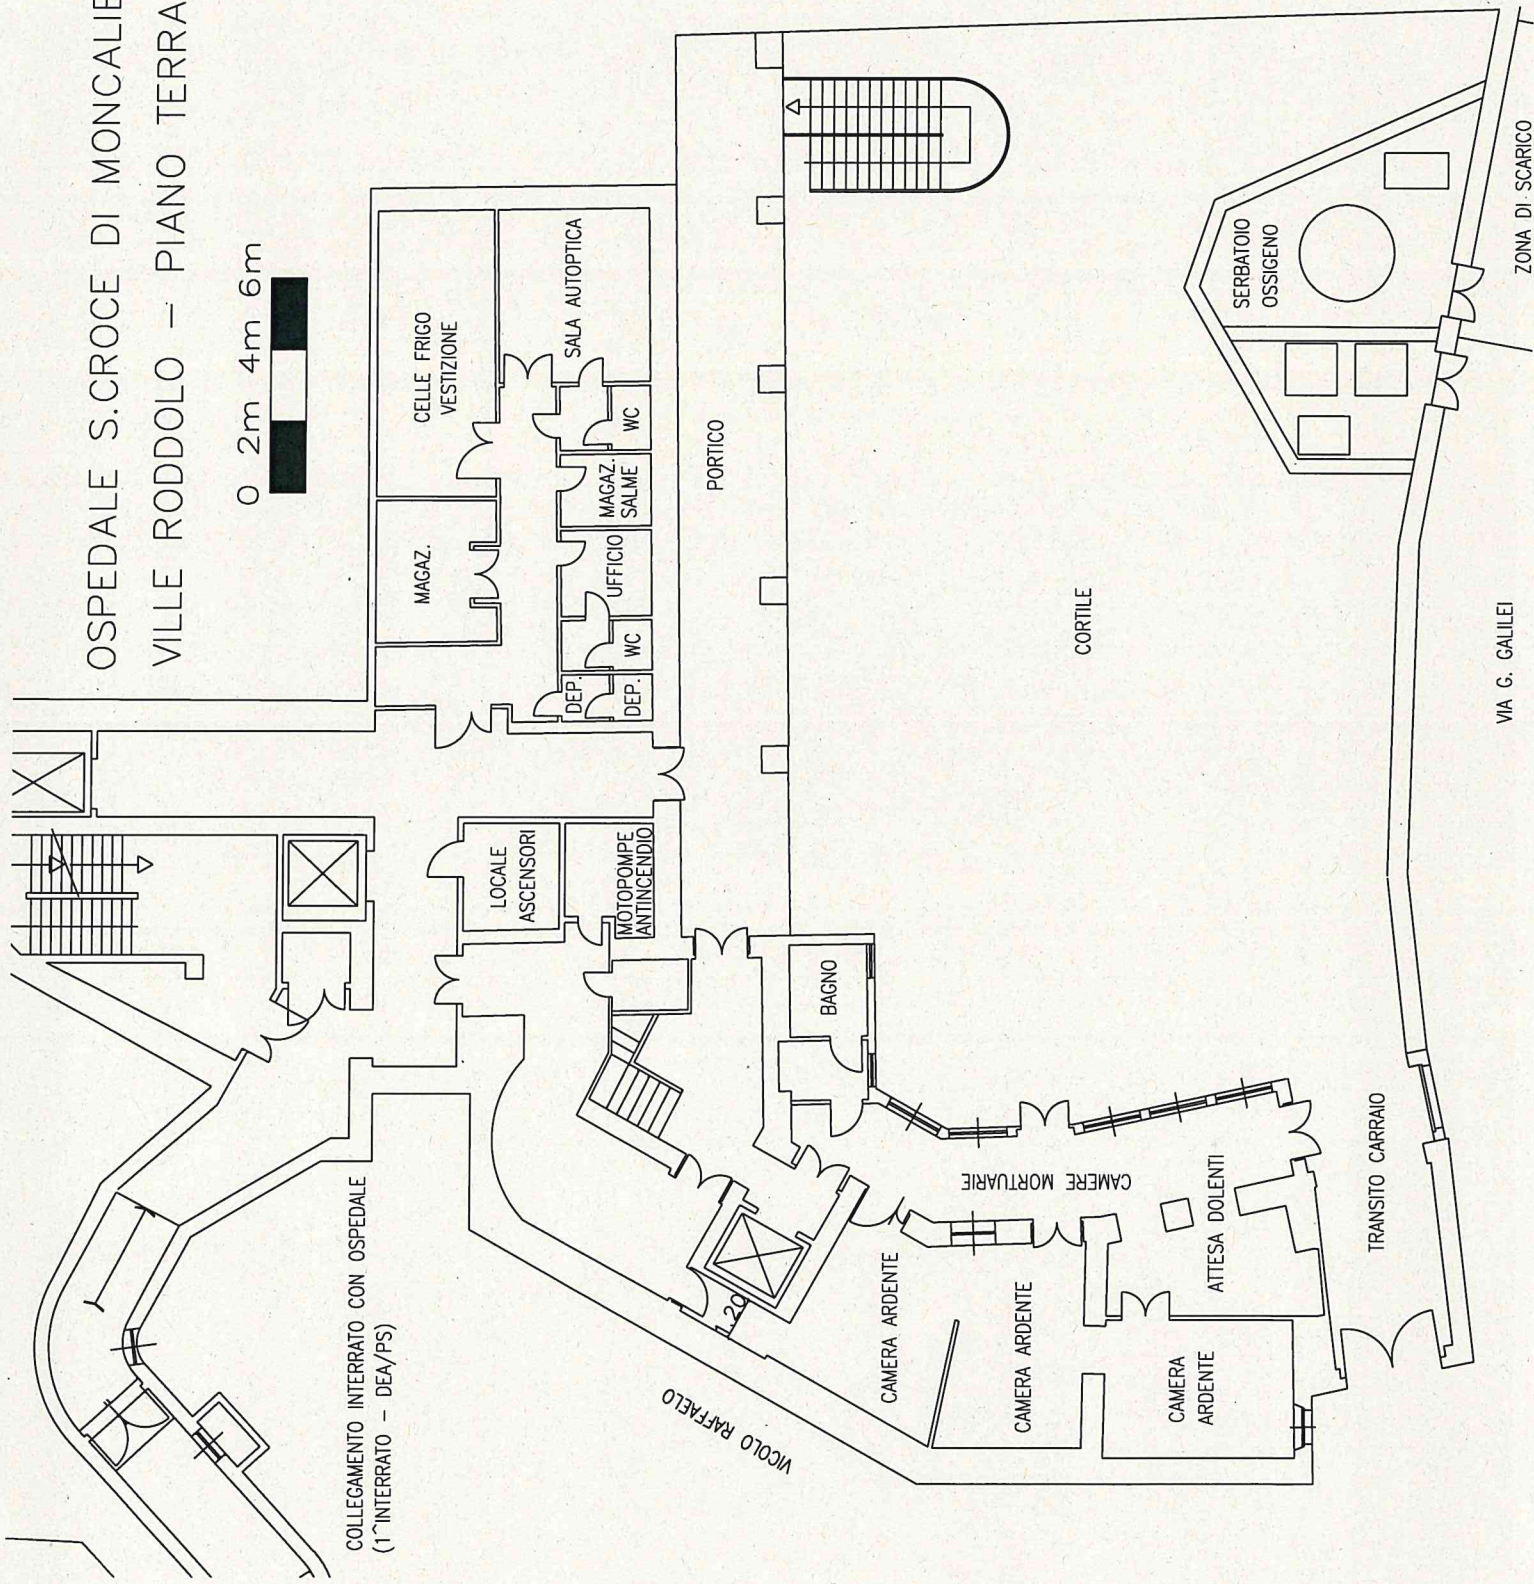 OSPEDALE S.CROCE DI MONCALIE
VILLE RODDOLO - PIANO TERRA
0 2m 4m 6m
CELLE FRIGO
VESTIZIONE
SALA AUTOPTICA
MAGAZ.
WC
MAGAZ.
SALME
UFFICIO
WC
DEP.
DEP.
PORTICO
LOCALE
ASCENSORI
MOTOPOMPE
ANTINCENDIO
SERBATOIO
OSSIGENO
ZONA DI SCARICO
CORTILE
VIA G. GALILEI
BAGNO
CAMERE MORTUARIE
ATTESA DOLENTI
TRANSITO CARRAIO
CAMERA ARDENTE
CAMERA ARDENTE
CAMERA
ARDENTE
1.20
VICOLO RAFFAELO
COLLEGAMENTO INTERRATO CON OSPEDALE
(1^INTERRATO - DEA/PS)